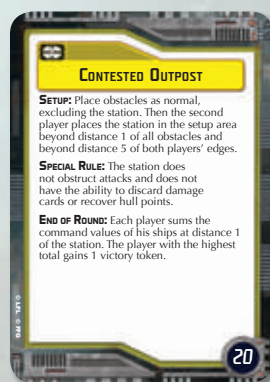 CONTESTED OUTPOST
SETUP: Place obstacles as normal,
excluding the station. Then the second
player places the station in the setup area
beyond distance 1 of all obstacles and
beyond distance 5 of both players' edges.
SPECIAL RULE: The station does
not obstruct attacks and does not
have the ability to discard damage
cards or recover hull points.
END OF ROUND: Each player sums the
command values of his ships at distance 1
of the station. The player with the highest
total gains 1 victory token.
© LFL © FFG
20